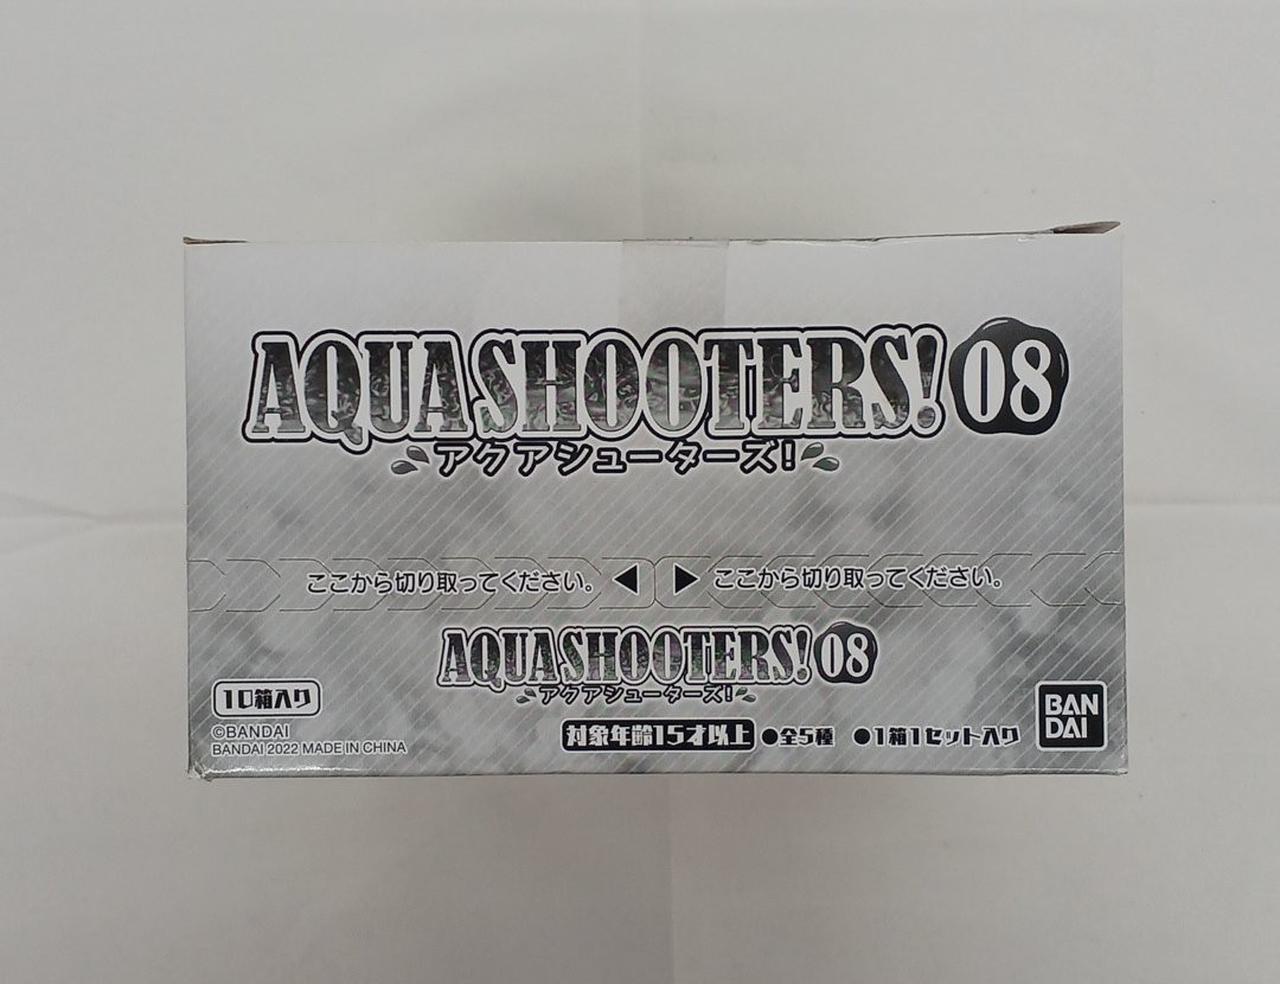 AQUA SHOOTERS! 08
アクアシューターズ!
ここから切り取ってください。 ◀ ▶ ここから切り取ってください。
AQUA SHOOTERS! 08
アクアシューターズ!
10箱入り
©BANDAI
BANDAI 2022 MADE IN CHINA
対象年齢15才以上 ●全5種 ●1箱1セット入り
BAN
DAI